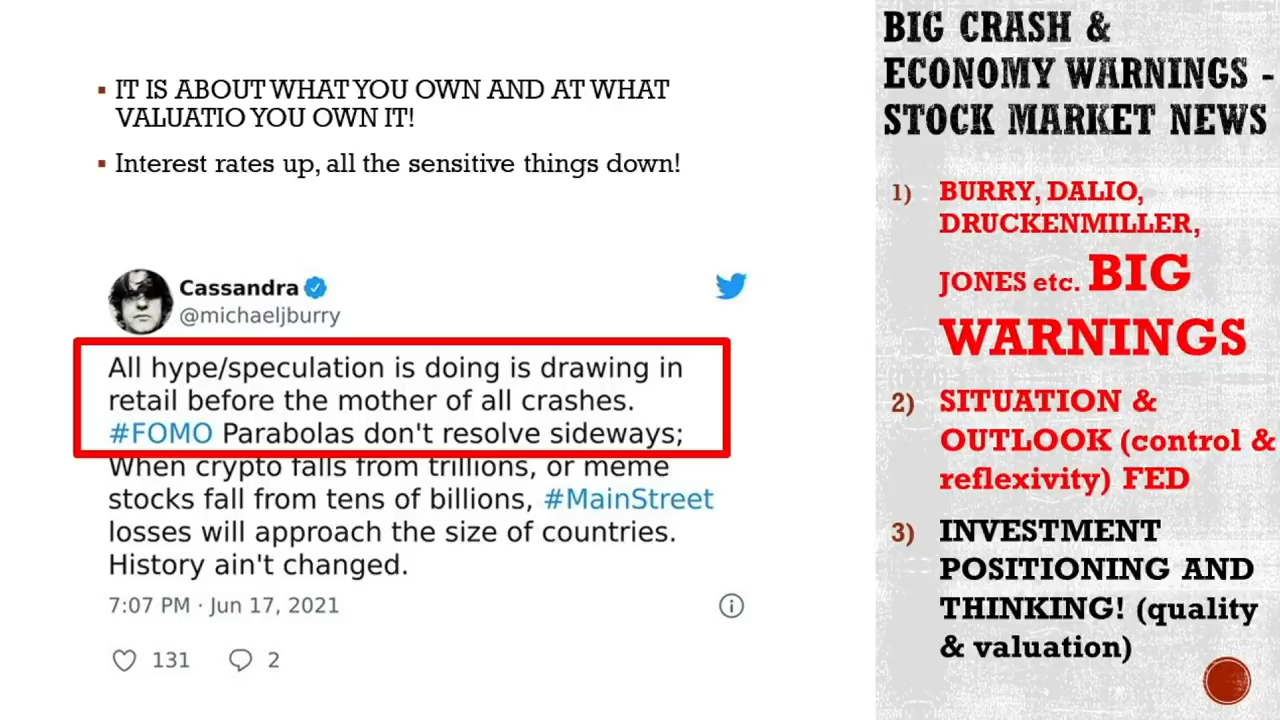 ▪ IT IS ABOUT WHAT YOU OWN AND AT WHAT
VALUATIO YOU OWN IT!
▪ Interest rates up, all the sensitive things down!
Cassandra
@michaeljburry
All hype/speculation is doing is drawing in
retail before the mother of all crashes.
#FOMO Parabolas don't resolve sideways;
When crypto falls from trillions, or meme
stocks fall from tens of billions, #MainStreet
losses will approach the size of countries.
History ain't changed.
7:07 PM · Jun 17, 2021
131 2
BIG CRASH &
ECONOMY WARNINGS -
STOCK MARKET NEWS
1) BURRY, DALIO,
DRUCKENMILLER,
JONES etc. BIG
WARNINGS
2) SITUATION &
OUTLOOK (control &
reflexivity) FED
3) INVESTMENT
POSITIONING AND
THINKING! (quality
& valuation)